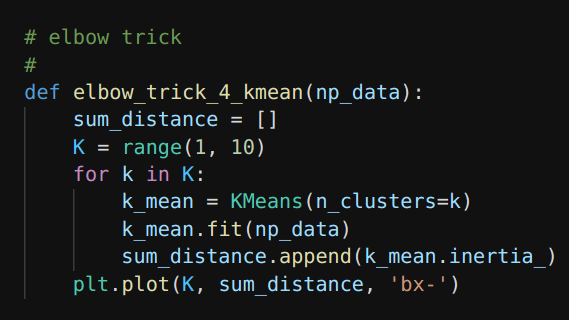 # elbow trick
#
def elbow_trick_4_kmean(np_data):
    sum_distance = []
    K = range(1, 10)
    for k in K:
        k_mean = KMeans(n_clusters=k)
        k_mean.fit(np_data)
        sum_distance.append(k_mean.inertia_)
    plt.plot(K, sum_distance, 'bx-')